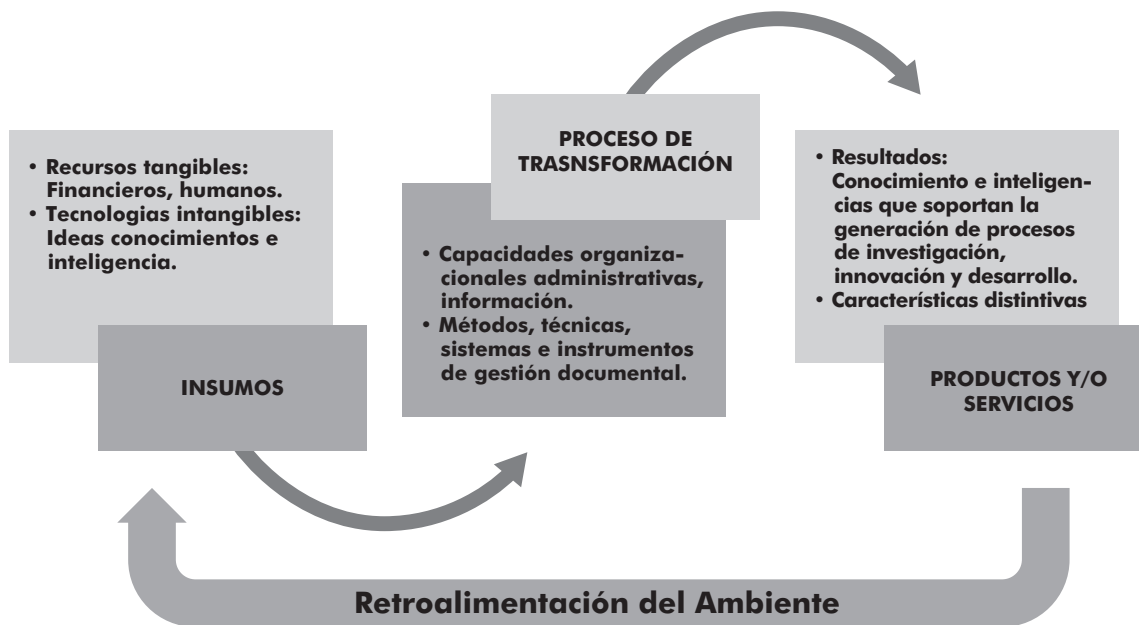 • Recursos tangibles:
Financieros, humanos.
• Tecnologias intangibles:
Ideas conocimientos e
inteligencia.
INSUMOS
PROCESO DE
TRASNSFORMACIÓN
• Capacidades organiza-
cionales administrativas,
información.
• Métodos, técnicas,
sistemas e instrumentos
de gestión documental.
• Resultados:
Conocimiento e inteligen-
cias que soportan la
generación de procesos
de investigación,
innovación y desarrollo.
• Características distintivas
PRODUCTOS Y/O
SERVICIOS
Retroalimentación del Ambiente